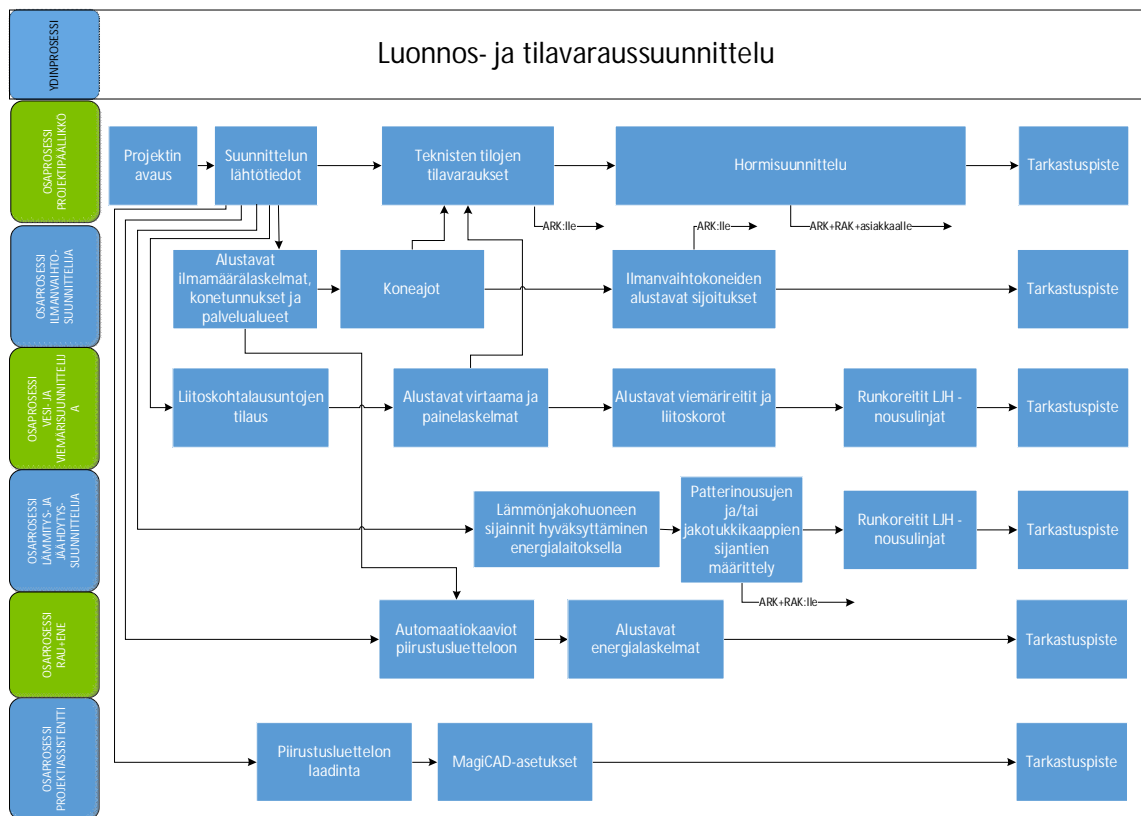 YDINPROSESSI
Luonnos- ja tilavaraussuunnittelu
OSAPROSESSI
PROJEKTIPÄÄLLIKKÖ
Projektin
avaus
Suunnittelun
lähtötiedot
Teknisten tilojen
tilavaraukset
Hormisuunnittelu
Tarkastuspiste
ARK:lle
ARK:lle
ARK+RAK+asiakkaalle
OSAPROSESSI
ILMANVAIHTO-
SUUNNITTELIJA
Alustavat
ilmamäärälaskelmat,
konetunnukset ja
palvelualueet
Koneajot
Ilmanvaihtokoneiden
alustavat sijoitukset
Tarkastuspiste
OSAPROSESSI
VESI- JA
VIEMÄRISUUNNITTELIJ
A
Liitoskohtalausuntojen
tilaus
Alustavat virtaama ja
painelaskelmat
Alustavat viemärireitit ja
liitoskorot
Runkoreitit LJH -
nousulinjat
Tarkastuspiste
OSAPROSESSI
LÄMMITYS- JA
JÄÄHDYTYS-
SUUNNITTELIJA
Lämmönjakohuoneen
sijainnit hyväksyttäminen
energialaitoksella
Patterinousujen
ja/tai
jakotukkikaappien
sijantien
määrittely
Runkoreitit LJH -
nousulinjat
Tarkastuspiste
ARK+RAK:lle
OSAPROSESSI
RAU+ENE
Automaatiokaaviot
piirustusluetteloon
Alustavat
energialaskelmat
Tarkastuspiste
OSAPROSESSI
PROJEKTIASSISTENTTI
Piirustusluettelon
laadinta
MagiCAD-asetukset
Tarkastuspiste